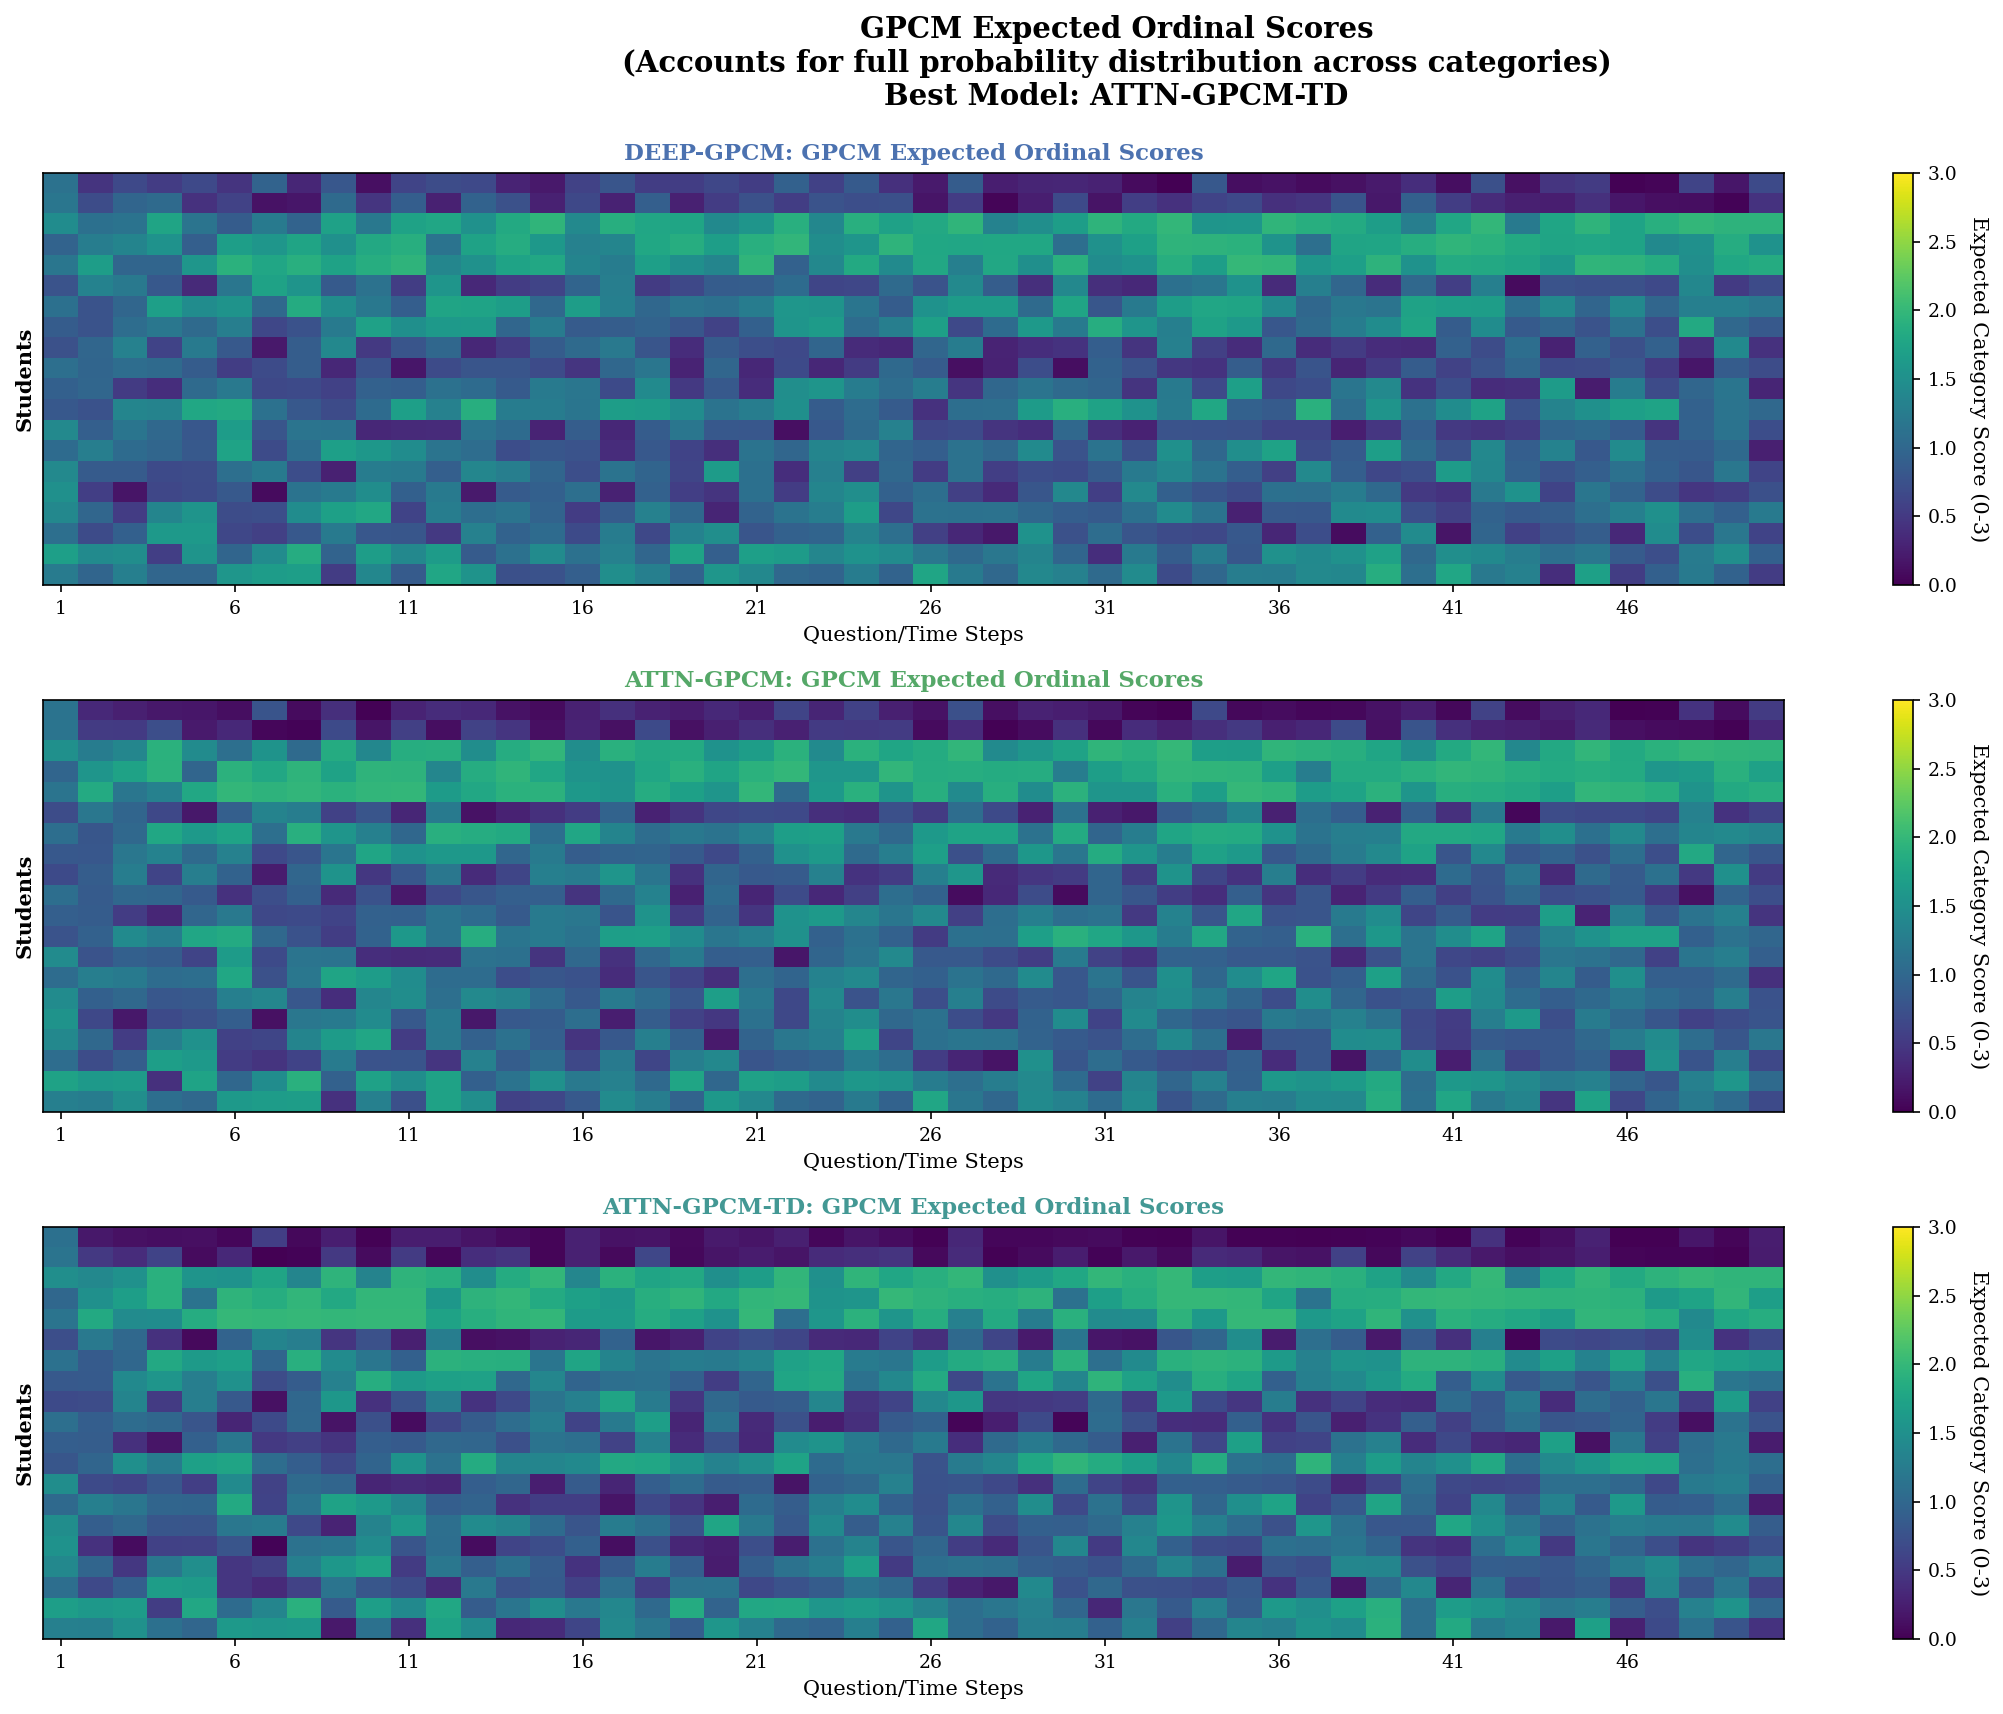 GPCM Expected Ordinal Scores
(Accounts for full probability distribution across categories)
Best Model: ATTN-GPCM-TD
DEEP-GPCM: GPCM Expected Ordinal Scores
Students
1 6 11 16 21 26 31 36 41 46
Question/Time Steps
3.0
2.5
2.0
1.5
1.0
0.5
0.0
Expected Category Score (0-3)
ATTN-GPCM: GPCM Expected Ordinal Scores
Students
1 6 11 16 21 26 31 36 41 46
Question/Time Steps
3.0
2.5
2.0
1.5
1.0
0.5
0.0
Expected Category Score (0-3)
ATTN-GPCM-TD: GPCM Expected Ordinal Scores
Students
1 6 11 16 21 26 31 36 41 46
Question/Time Steps
3.0
2.5
2.0
1.5
1.0
0.5
0.0
Expected Category Score (0-3)